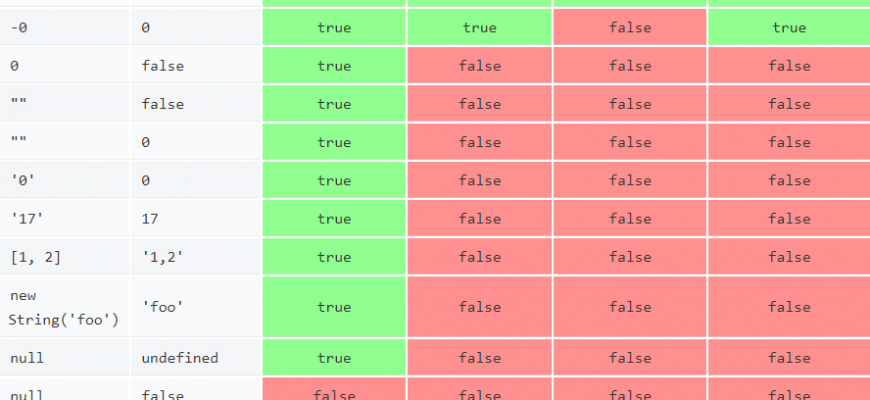 -0 0 true true false true
0 false true false false false
"" false true false false false
"" 0 true false false false
'0' 0 true false false false
'17' 17 true false false false
[1, 2] '1,2' true false false false
new
String('foo') 'foo' true false false false
null undefined true false false false
null false false false false false